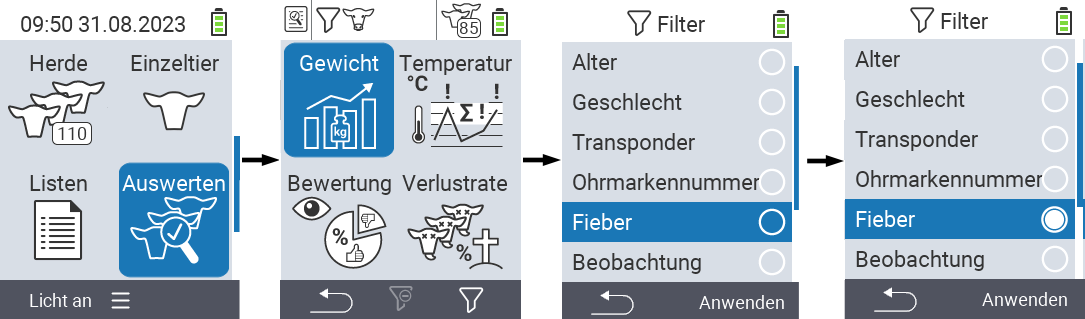 09:50 31.08.2023
Herde
Einzeltier
110
Listen
Auswerten
Licht an
85
Gewicht
Temperatur
°C
! Σ ! !
kg
Bewertung
Verlustrate
%
%
Filter
Alter
Geschlecht
Transponder
Ohrmarkennummer
Fieber
Beobachtung
Anwenden
Filter
Alter
Geschlecht
Transponder
Ohrmarkennummer
Fieber
Beobachtung
Anwenden